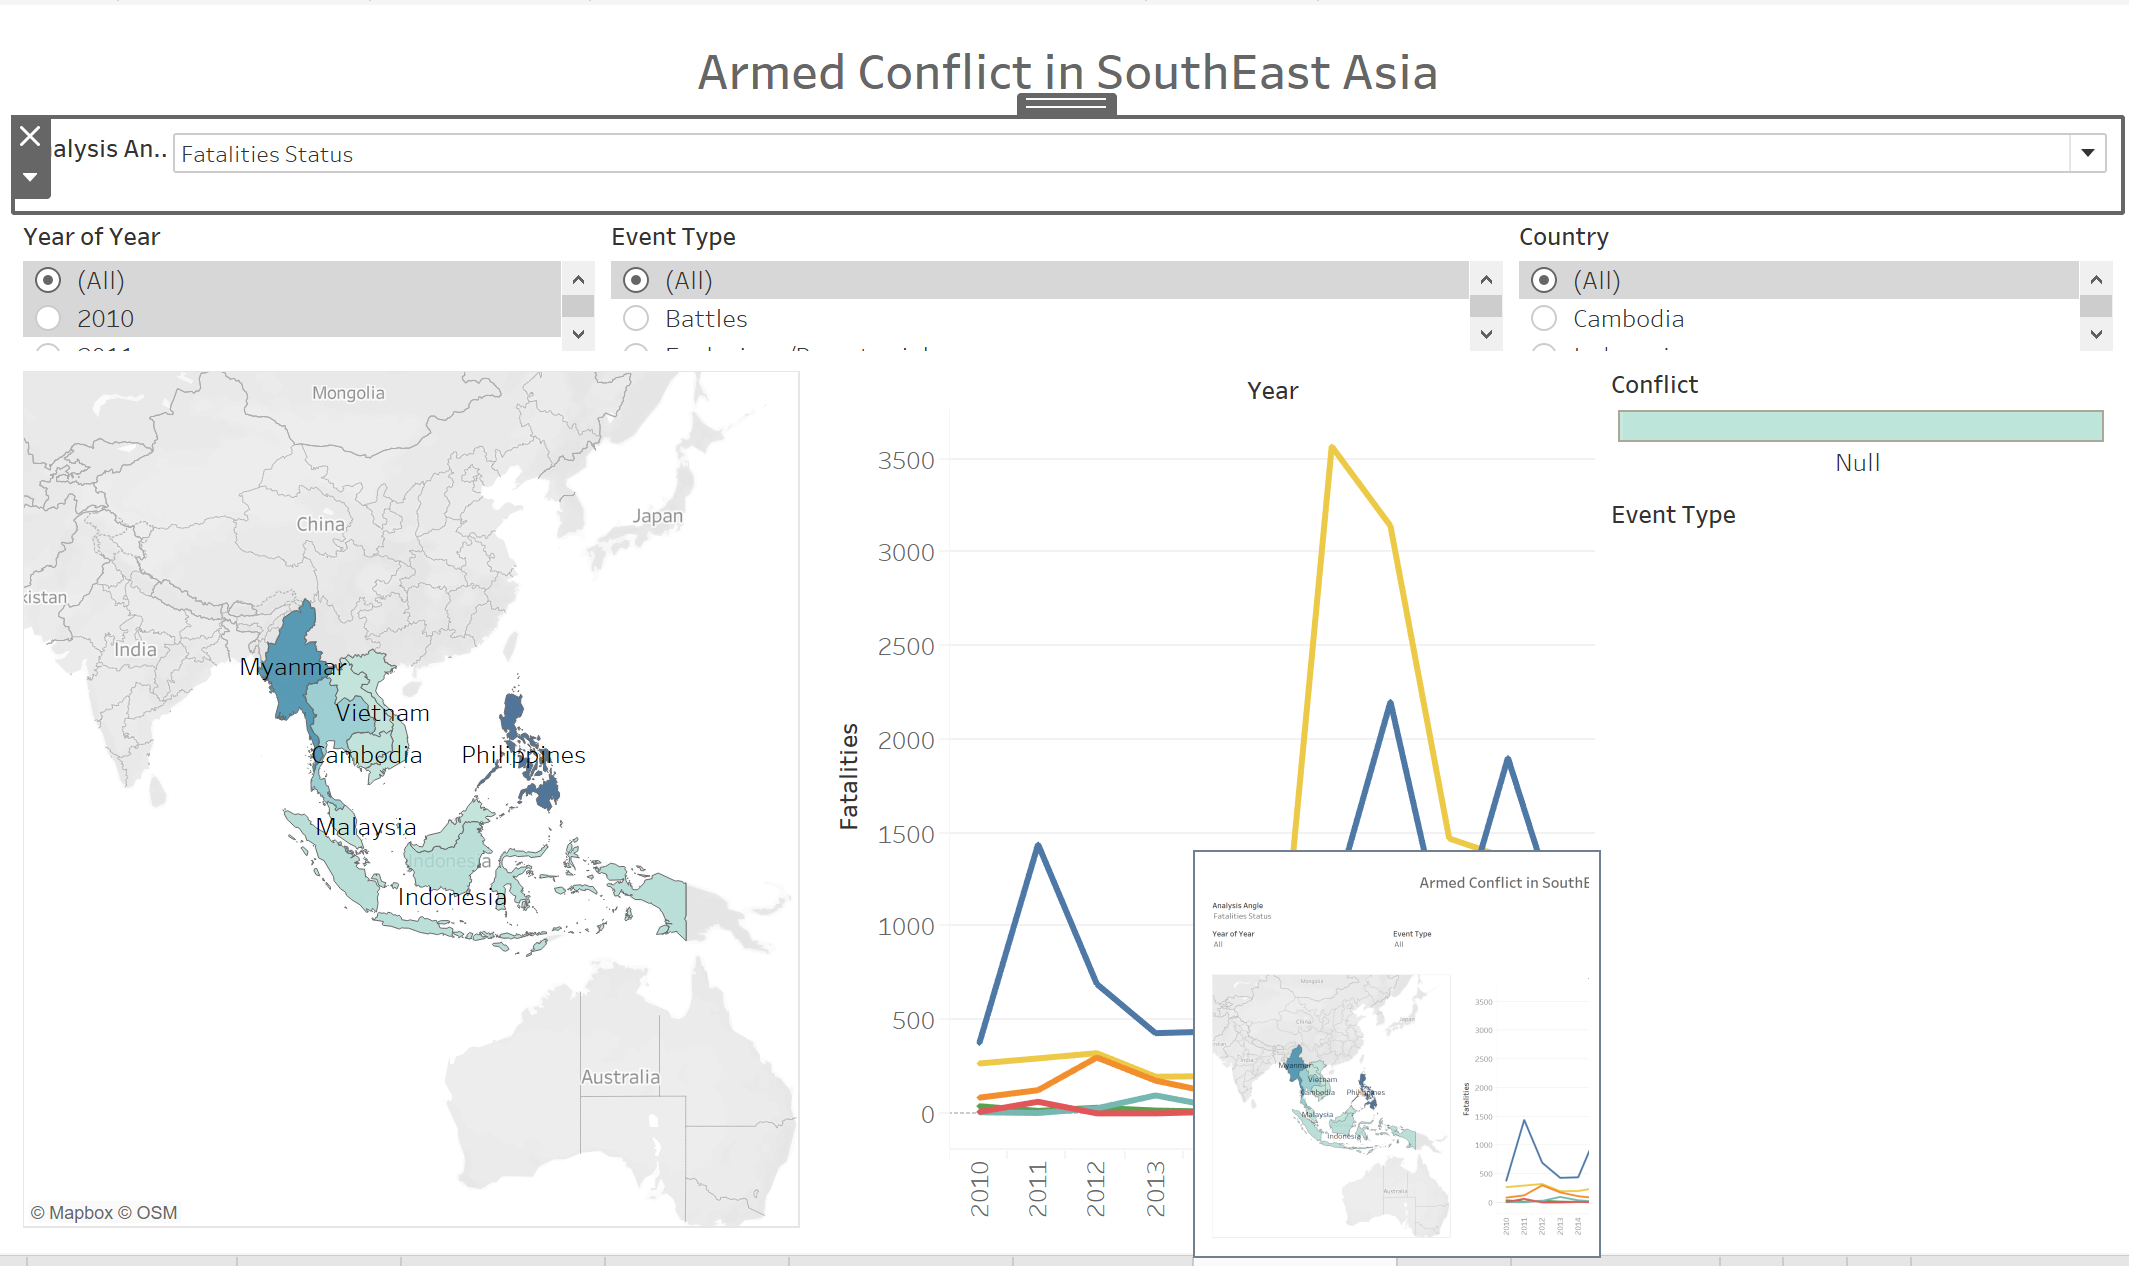 Armed Conflict in SouthEast Asia
alysis An..
Fatalities Status
Year of Year
(All)
2010
2011
Event Type
(All)
Battles
Country
(All)
Cambodia
Mongolia
China
Japan
kistan
India
Myanmar
Vietnam
Cambodia
Philippines
Malaysia
Indonesia
Indonesia
Australia
© Mapbox © OSM
Year
Fatalities
3500
3000
2500
2000
1500
1000
500
0
2010
2011
2012
2013
Conflict
Null
Event Type
Armed Conflict in SouthE
Analysis Angle
Fatalities Status
Year of Year
All
Event Type
All
Mongolia
China
Japan
India
Myanmar
Vietnam
Cambodia
Philippines
Malaysia
Indonesia
Australia
Fatalities
3500
3000
2500
2000
1500
1000
500
0
2010
2011
2012
2013
2014